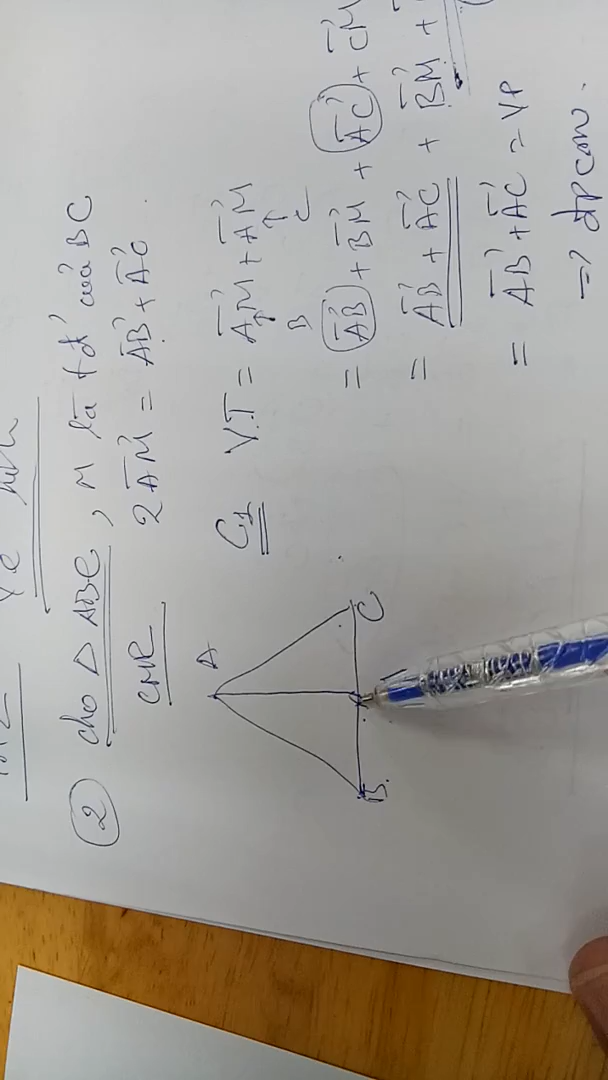 ② Cho Δ ABC, M là tđ' của BC
CMR 2AM⃗ = AB⃗ + AC⃗.
C1 VT = AM⃗ + AM⃗
B C
= AB⃗ + BM⃗ + AC⃗ + CM
= AB⃗ + AC⃗ + BM⃗ +
= AB⃗ + AC⃗ = VP
=> đpcm.
A
B
C